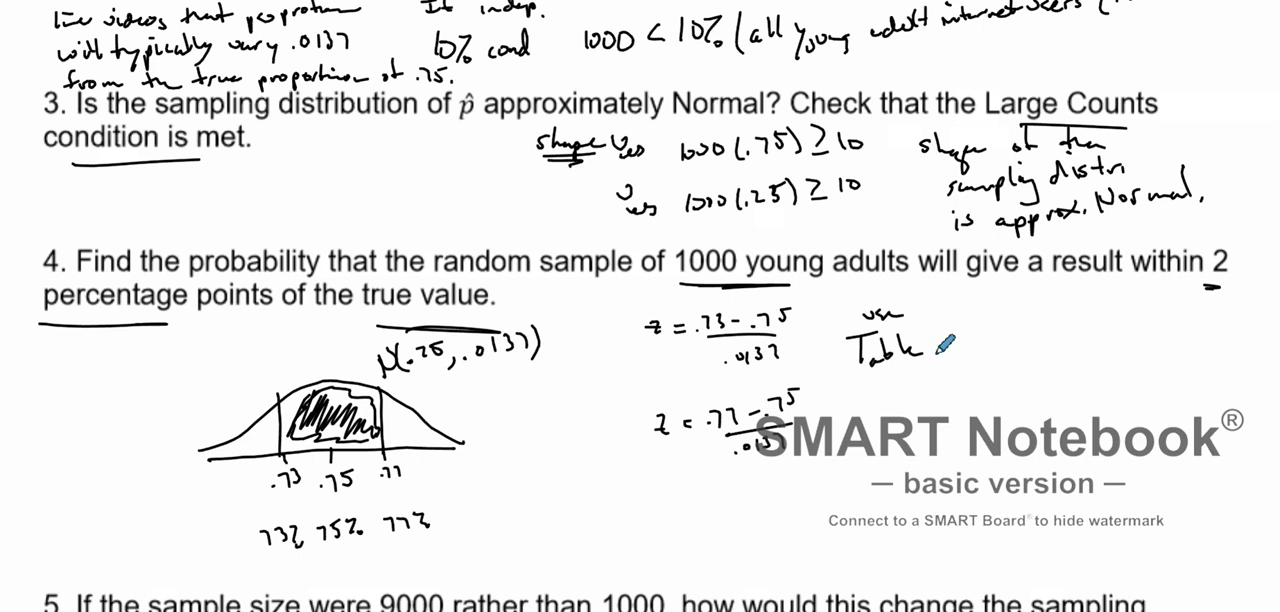 live videos that proportion It indep.
will typically vary .0137 10% cond 1000 < 10% (all young adult internet users
from the true proportion of .75.
3. Is the sampling distribution of p̂ approximately Normal? Check that the Large Counts
condition is met.
shape yes 1000(.75) ≥ 10
yes 1000(.25) ≥ 10
shape of the
sampling distri
is approx. Normal.
4. Find the probability that the random sample of 1000 young adults will give a result within 2
percentage points of the true value.
N(.75, .0137)
.73 .75 .77
73% 75% 77%
z = .73 - .75
.0137
z = .77 - .75
.0137
use
Table
SMART Notebook®
— basic version —
Connect to a SMART Board® to hide watermark
5. If the sample size were 9000 rather than 1000, how would this change the sampling